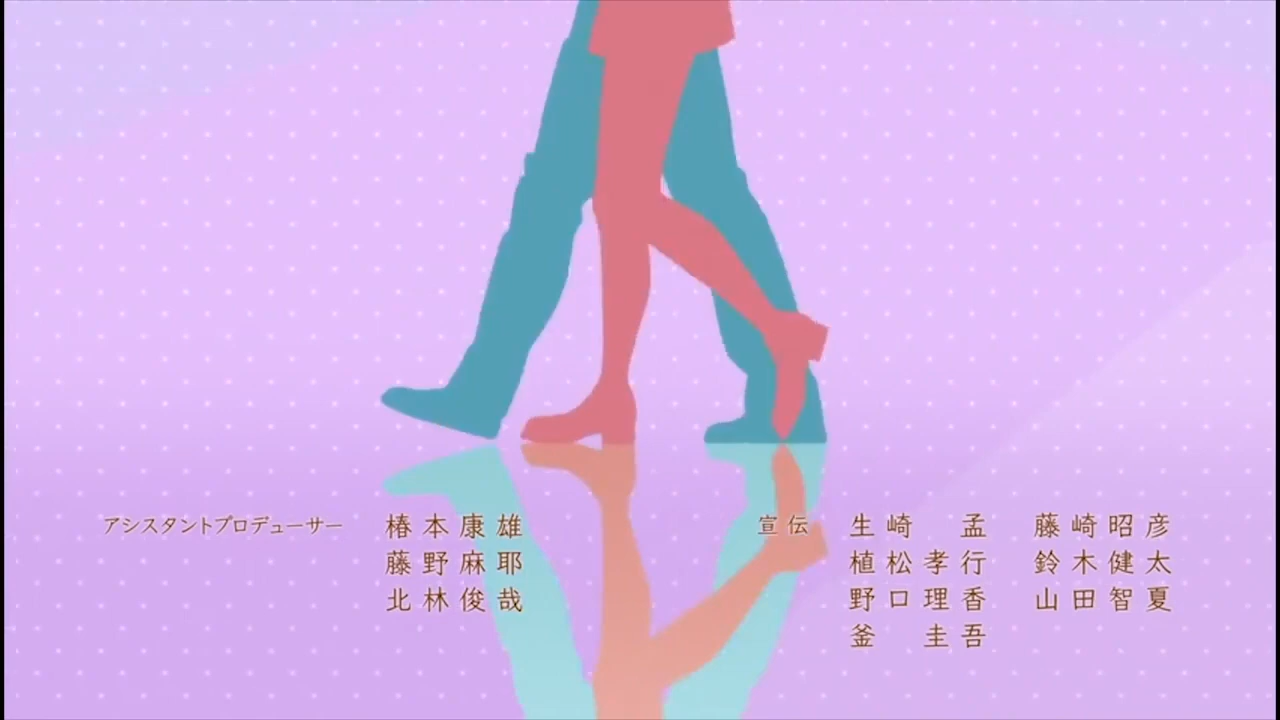 アシスタントプロデューサー 椿本康雄
藤野麻耶
北林俊哉
宣伝 生崎 孟 藤崎昭彦
植松孝行 鈴木健太
野口理香 山田智夏
釜 圭吾